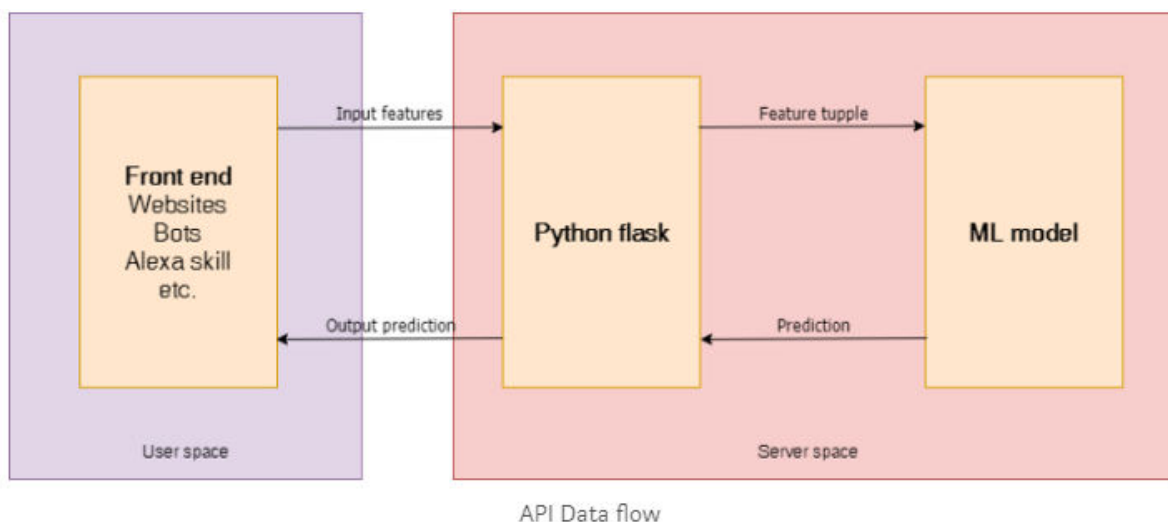 Input features
Feature tupple
Front end
Websites
Bots
Alexa skill
etc.
Python flask
ML model
Output prediction
Prediction
User space
Server space
API Data flow